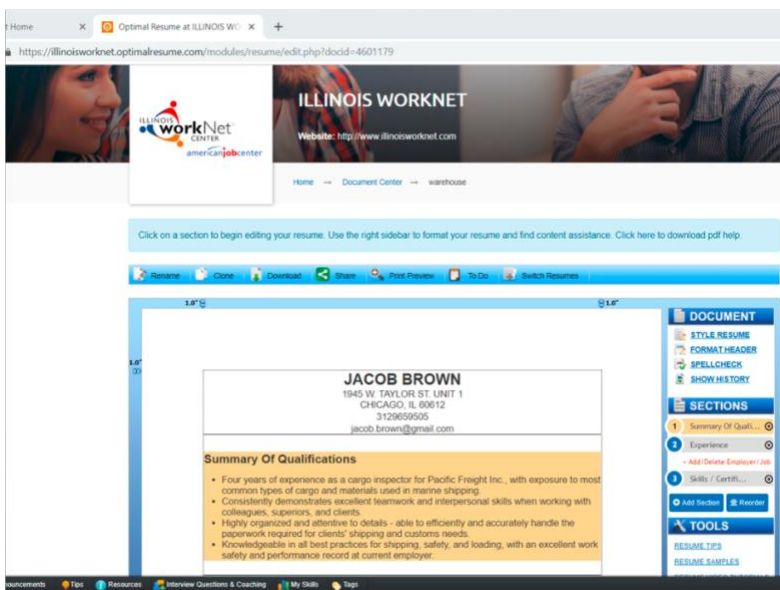 t Home
Optimal Resume at ILLINOIS WO
https://illinoisworknet.optimalresume.com/modules/resume/edit.php?docid=4601179
ILLINOIS
workNet
CENTER
americanjobcenter
ILLINOIS WORKNET
Website: http://www.illinoisworknet.com
Home → Document Center → warehouse
Click on a section to begin editing your resume. Use the right sidebar to format your resume and find content assistance. Click here to download pdf help.
Rename Clone Download Share Print Preview To Do Switch Resumes
1.0" 1.0"
1.0"
JACOB BROWN
1945 W. TAYLOR ST. UNIT 1
CHICAGO, IL 60612
3129659505
jacob.brown@gmail.com
Summary Of Qualifications
• Four years of experience as a cargo inspector for Pacific Freight Inc., with exposure to most
common types of cargo and materials used in marine shipping.
• Consistently demonstrates excellent teamwork and interpersonal skills when working with
colleagues, superiors, and clients.
• Highly organized and attentive to details - able to efficiently and accurately handle the
paperwork required for clients' shipping and customs needs.
• Knowledgeable in all best practices for shipping, safety, and loading, with an excellent work
safety and performance record at current employer.
DOCUMENT
STYLE RESUME
FORMAT HEADER
SPELLCHECK
SHOW HISTORY
SECTIONS
1 Summary Of Quali...
2 Experience
+ Add/Delete Employer/Job
3 Skills / Certifi...
Add Section Reorder
TOOLS
RESUME TIPS
RESUME SAMPLES
nouncements Tips Resources Interview Questions & Coaching My Skills Tags